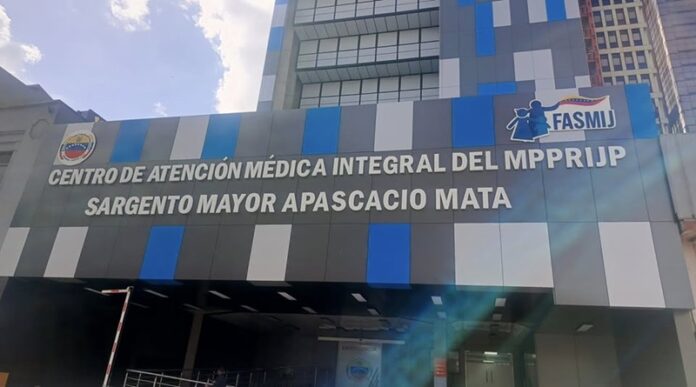 FASMIJ
CENTRO DE ATENCIÓN MÉDICA INTEGRAL DEL MPPRIJP
SARGENTO MAYOR APASCACIO MATA